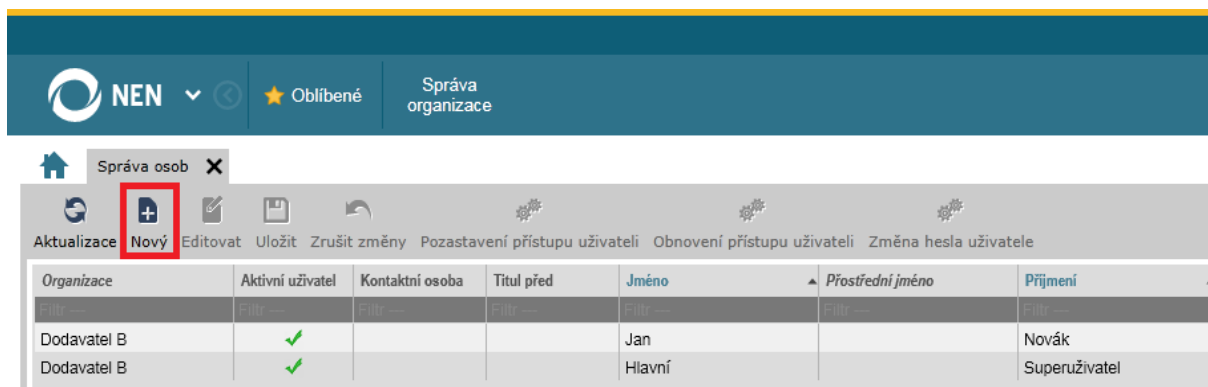 NEN
Oblíbené
Správa
organizace
Správa osob
Aktualizace Nový Editovat Uložit Zrušit změny Pozastavení přístupu uživateli Obnovení přístupu uživateli Změna hesla uživatele
Organizace Aktivní uživatel Kontaktní osoba Titul před Jméno Prostřední jméno Příjmení
Filtr --- Filtr --- Filtr --- Filtr --- Filtr --- Filtr --- Filtr ---
Dodavatel B Jan Novák
Dodavatel B Hlavní Superuživatel